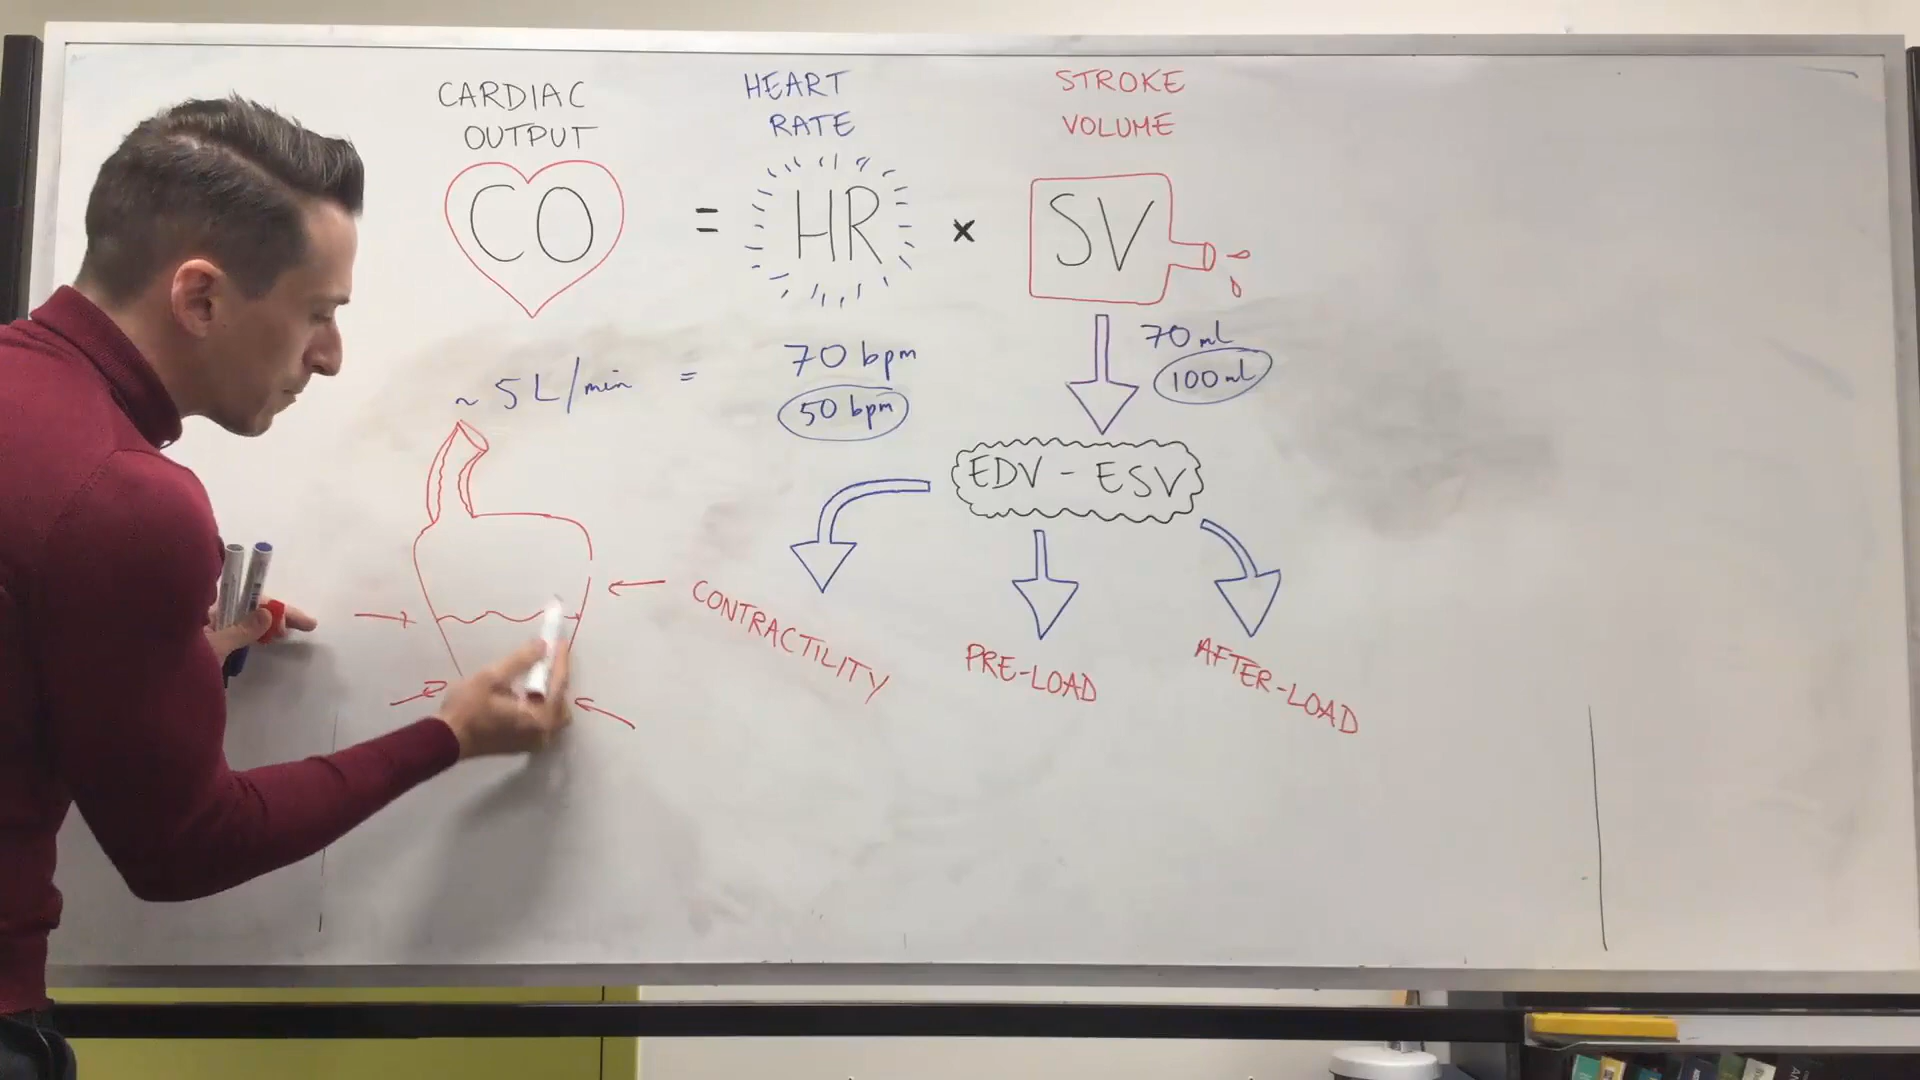 CARDIAC
OUTPUT
HEART
RATE
STROKE
VOLUME
CO = HR × SV
~ 5 L/min = 70 bpm
50 bpm
70 ml
100 ml
EDV - ESV
CONTRACTILITY
PRE-LOAD
AFTER-LOAD